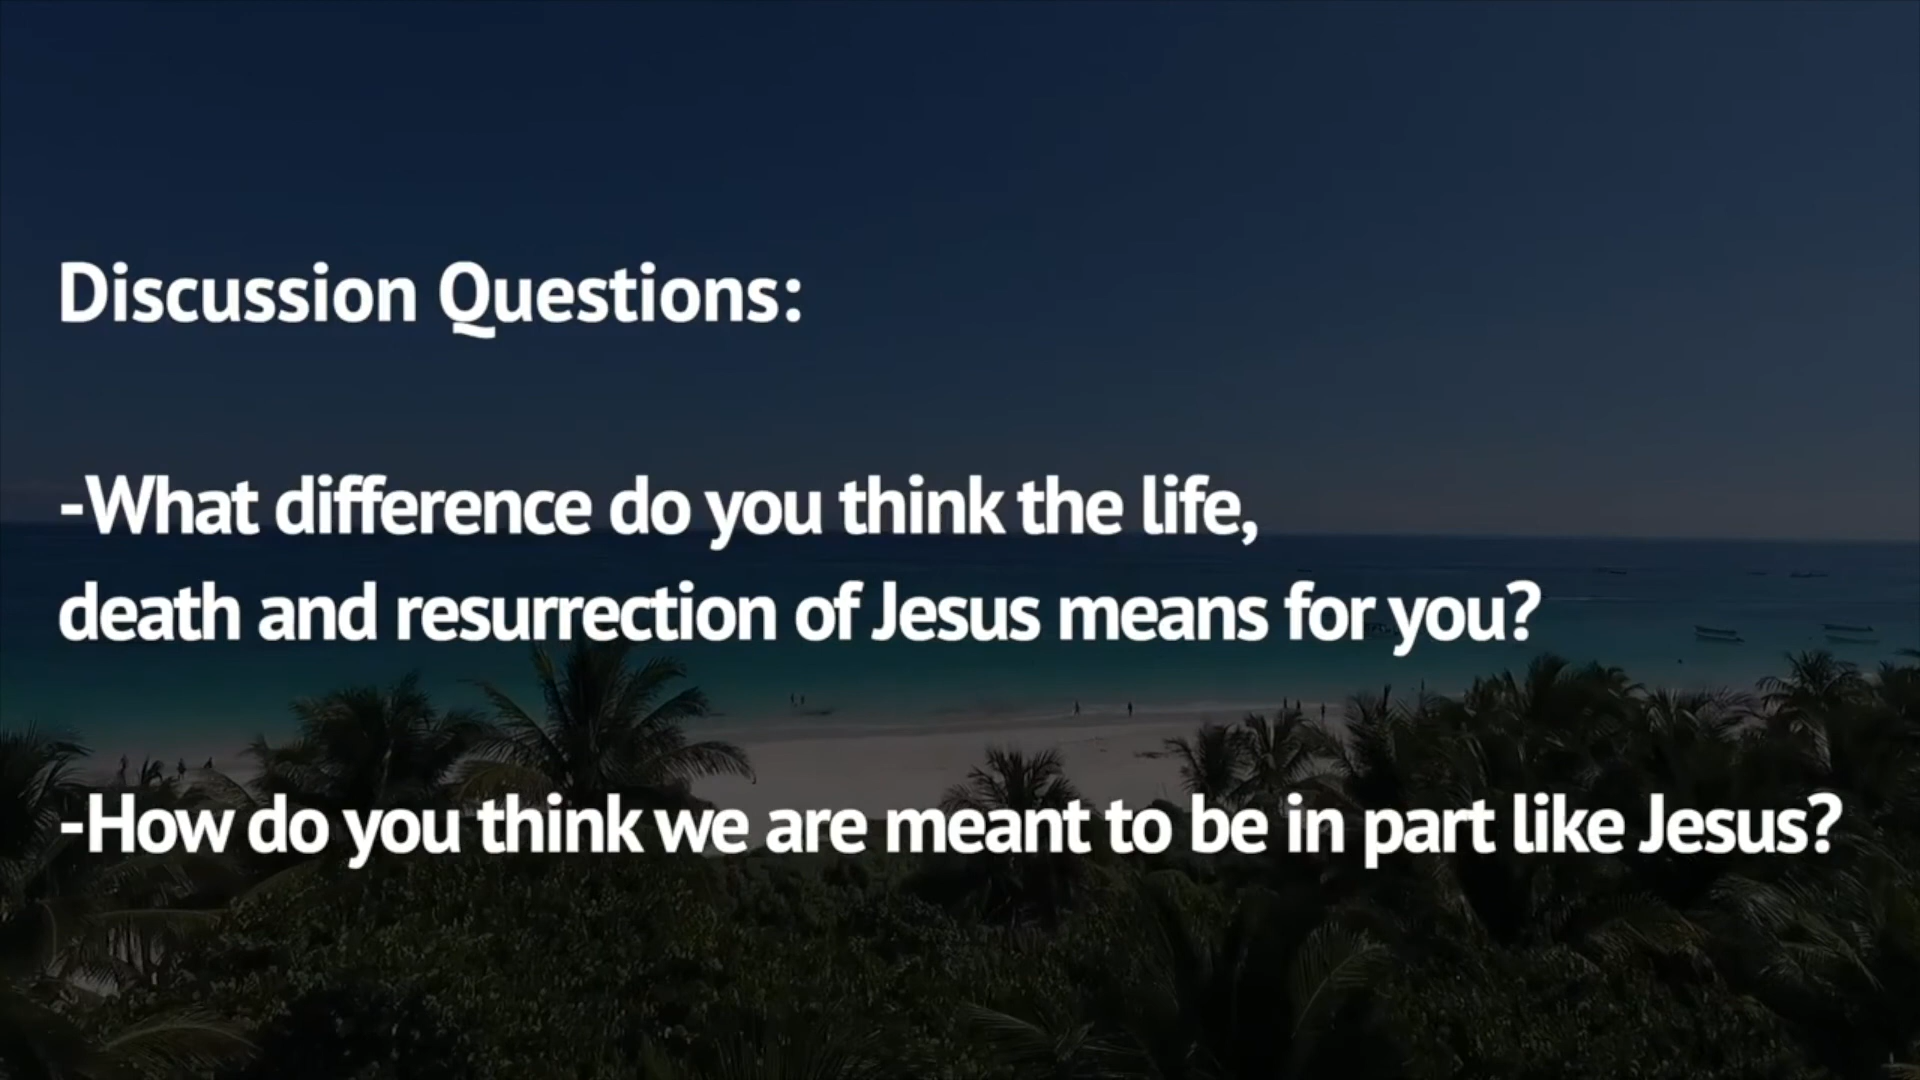 Discussion Questions:
-What difference do you think the life,
death and resurrection of Jesus means for you?
-How do you think we are meant to be in part like Jesus?